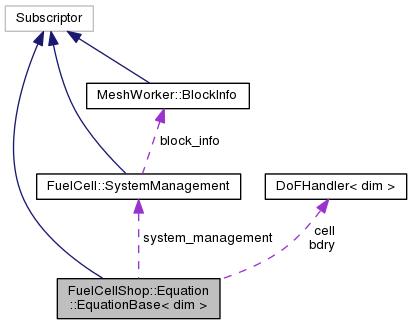 Subscriptor
MeshWorker::BlockInfo
block_info
FuelCell::SystemManagement
DoFHandler< dim >
system_management
cell
bdry
FuelCellShop::Equation
::EquationBase< dim >